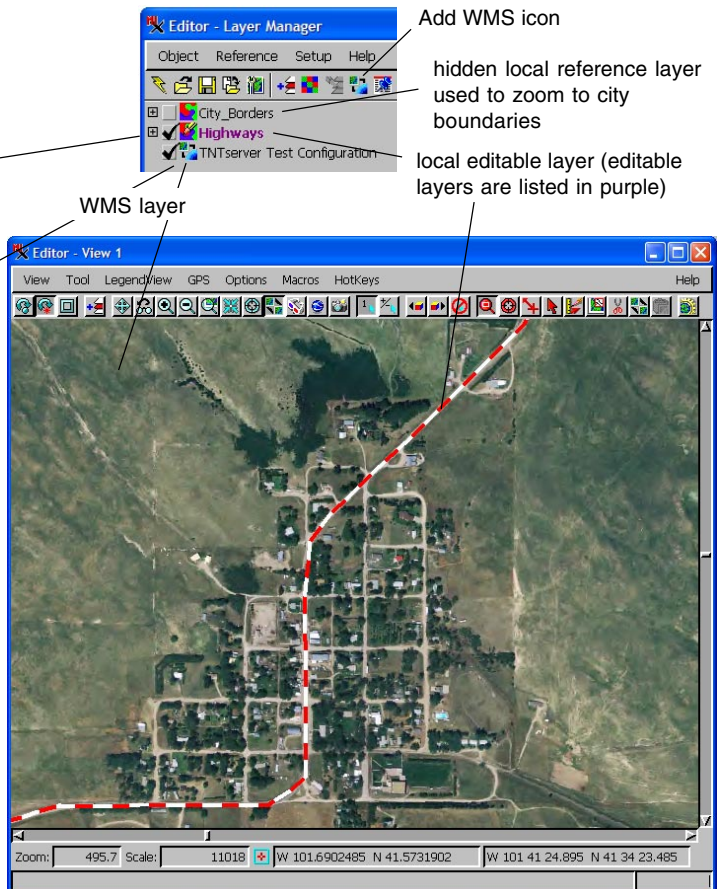 Editor - Layer Manager
Object Reference Setup Help
City_Borders
Highways
TNTserver Test Configuration
Add WMS icon
hidden local reference layer
used to zoom to city
boundaries
local editable layer (editable
layers are listed in purple)
WMS layer
Editor - View 1
View Tool LegendView GPS Options Macros HotKeys Help
Zoom: 495.7 Scale: 11018 W 101.6902485 N 41.5731902 W 101 41 24.895 N 41 34 23.485